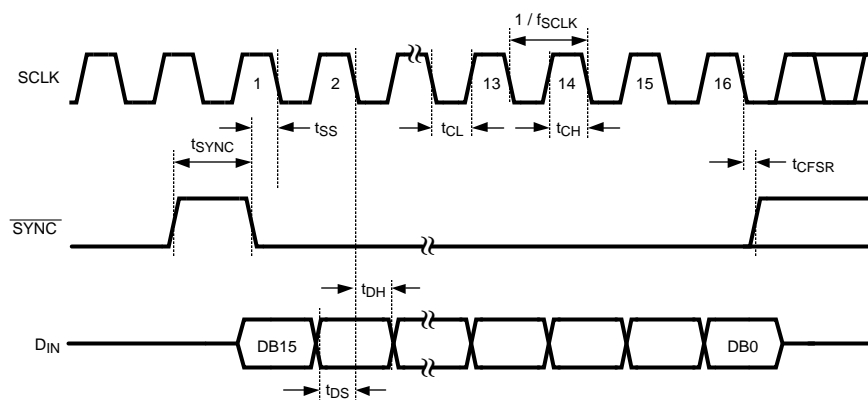 1 / fSCLK
SCLK
1
2
13
14
15
16
tSS
tCL
tCH
tSYNC
tCFSR
SYNC
tDH
DIN
DB15
DB0
tDS